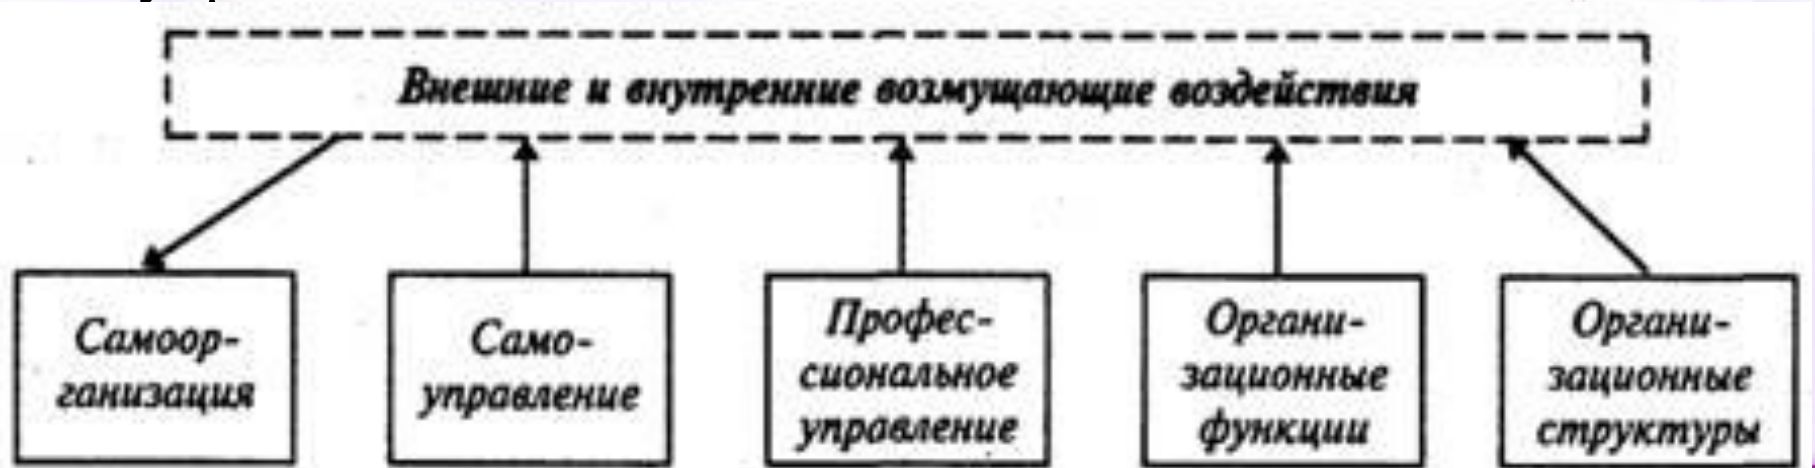 Внешние и внутренние возмущающие воздействия
Самоор-
ганизация
Само-
управление
Профес-
сиональное
управление
Органи-
зационные
функции
Органи-
зационные
структуры